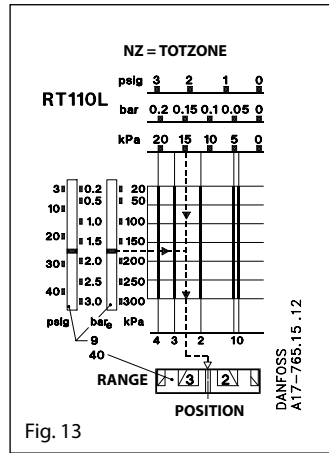 NZ = TOTZONE
RT110L
psig 3 2 1 0
bar 0.2 0.15 0.1 0.05 0
kPa 20 15 10 5 0
3 0.2 20
0.5 50
10
1.0 100
20 1.5 150
2.0 200
30
2.5 250
40
3.0 300
psig bare kPa
4 3 2 10
9
40
RANGE 3 2
POSITION
DANFOSS
A17-765.15.12
Fig. 13